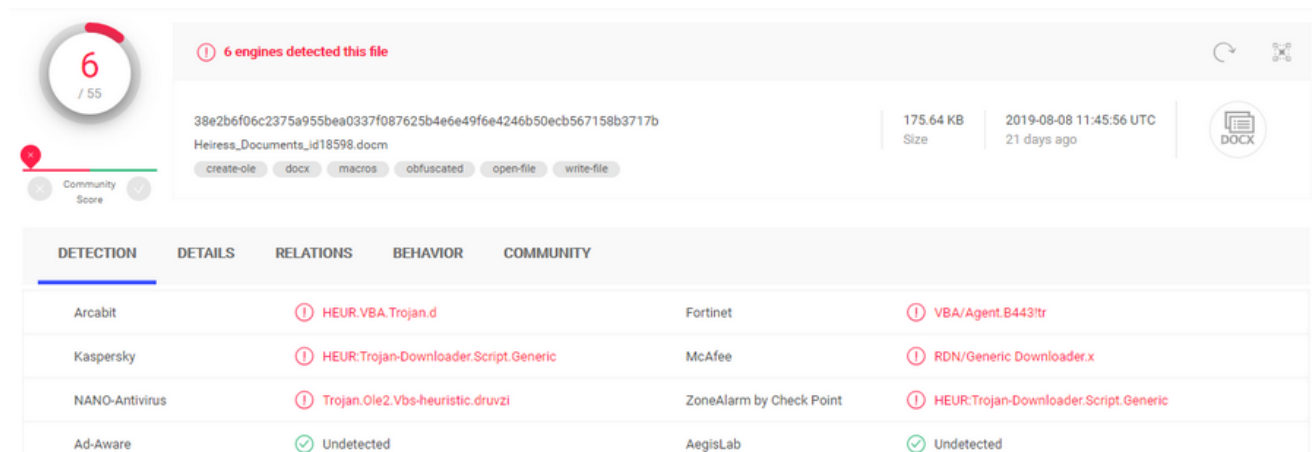 6
/ 55
Community
Score
6 engines detected this file
38e2b6f06c2375a955bea0337f087625b4e6e49f6e4246b50ecb567158b3717b
Heiress_Documents_id18598.docm
create-ole docx macros obfuscated open-file write-file
175.64 KB
Size
2019-08-08 11:45:56 UTC
21 days ago
DOCX
DETECTION DETAILS RELATIONS BEHAVIOR COMMUNITY
Arcabit HEUR.VBA.Trojan.d Fortinet VBA/Agent.B443!tr
Kaspersky HEUR:Trojan-Downloader.Script.Generic McAfee RDN/Generic Downloader.x
NANO-Antivirus Trojan.Ole2.Vbs-heuristic.druvzi ZoneAlarm by Check Point HEUR:Trojan-Downloader.Script.Generic
Ad-Aware Undetected AegisLab Undetected